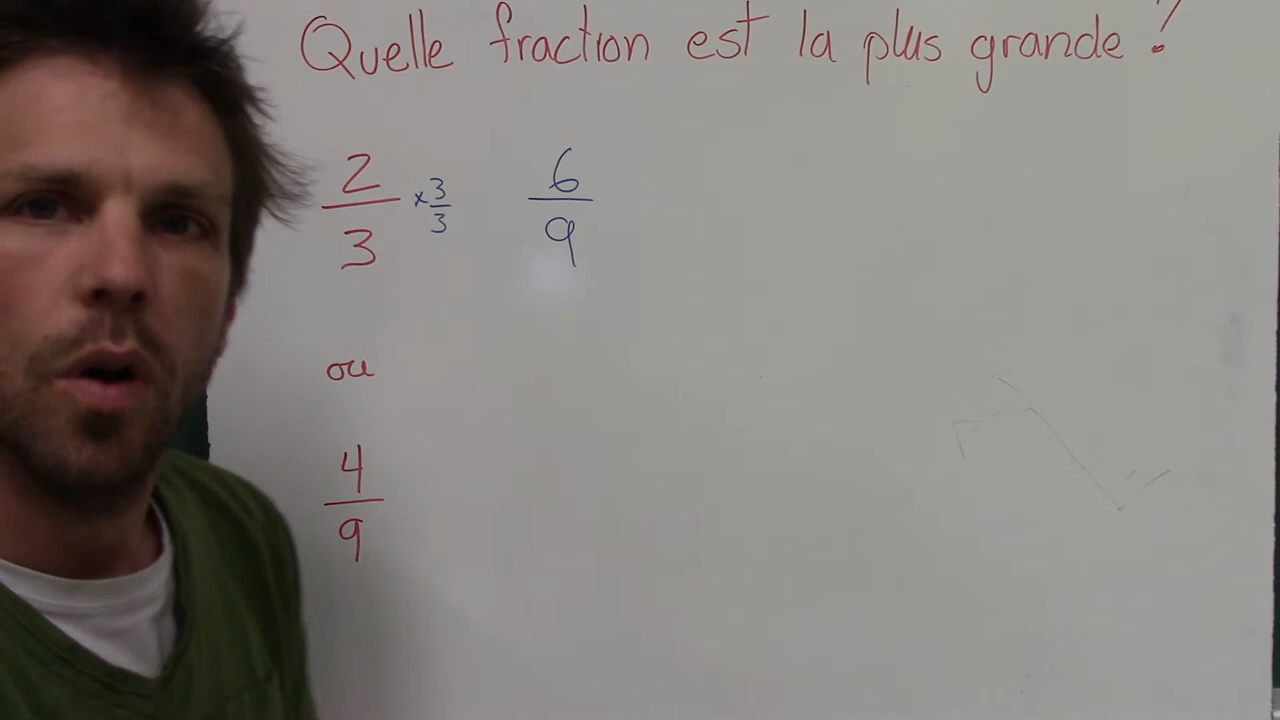 Quelle fraction est la plus grande ?
2/3 × 3/3 6/9
ou
4/9